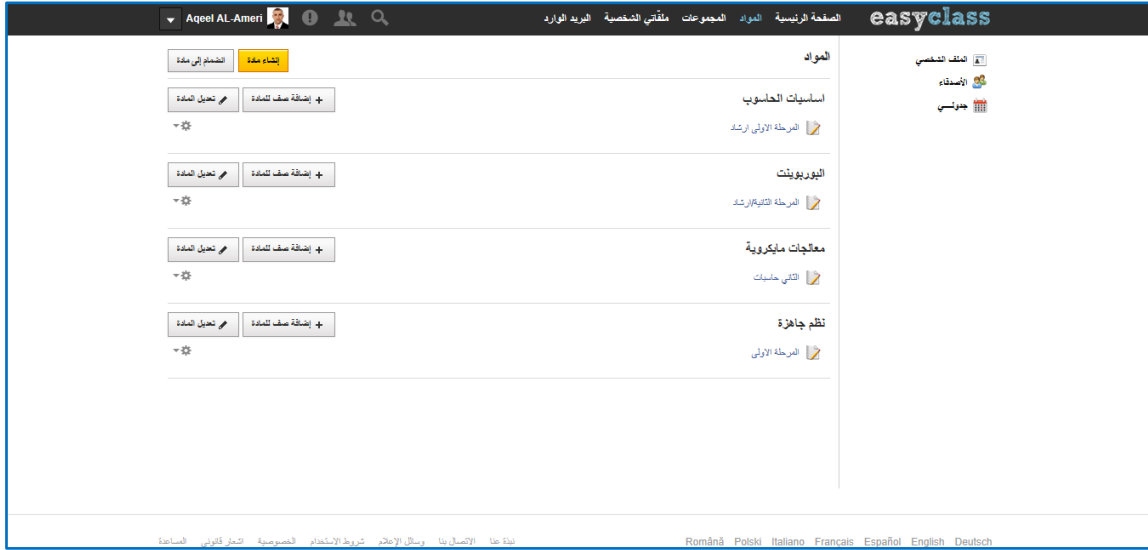 easyclass الصفحة الرئيسية المواد المجموعات ملفّاتي الشخصية البريد الوارد Aqeel AL-Ameri
الملف الشخصي
الأصدقاء
جدولــــي
المواد إنشاء مادة انضمام إلى مادة
اساسيات الحاسوب + إضافة صف للمادة تعديل المادة
المرحلة الاولى ارشاد
البوربوينت + إضافة صف للمادة تعديل المادة
المرحلة الثانية/ارشاد
معالجات مايكروية + إضافة صف للمادة تعديل المادة
الثاني حاسبات
نظم جاهزة + إضافة صف للمادة تعديل المادة
المرحلة الاولى
Română Polski Italiano Français Español English Deutsch
نبذة عنا الاتصال بنا وسائل الإعلام شروط الاستخدام الخصوصية اشعار قانوني المساعدة